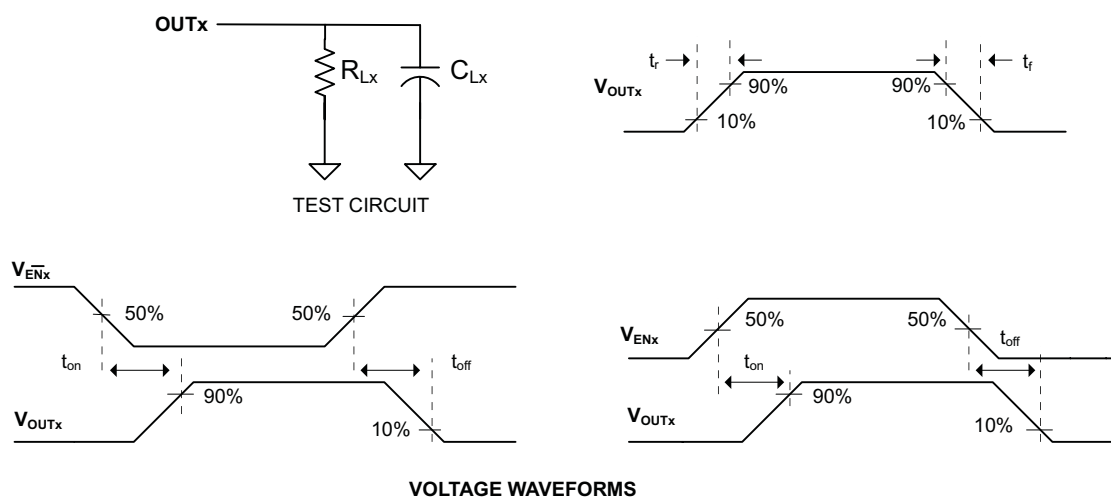 OUTx
RLx
CLx
TEST CIRCUIT
tr
tf
VOUTx
90%
90%
10%
10%
VE̅N̅x
50%
50%
ton
toff
VOUTx
90%
10%
VENx
50%
50%
ton
toff
VOUTx
90%
10%
VOLTAGE WAVEFORMS